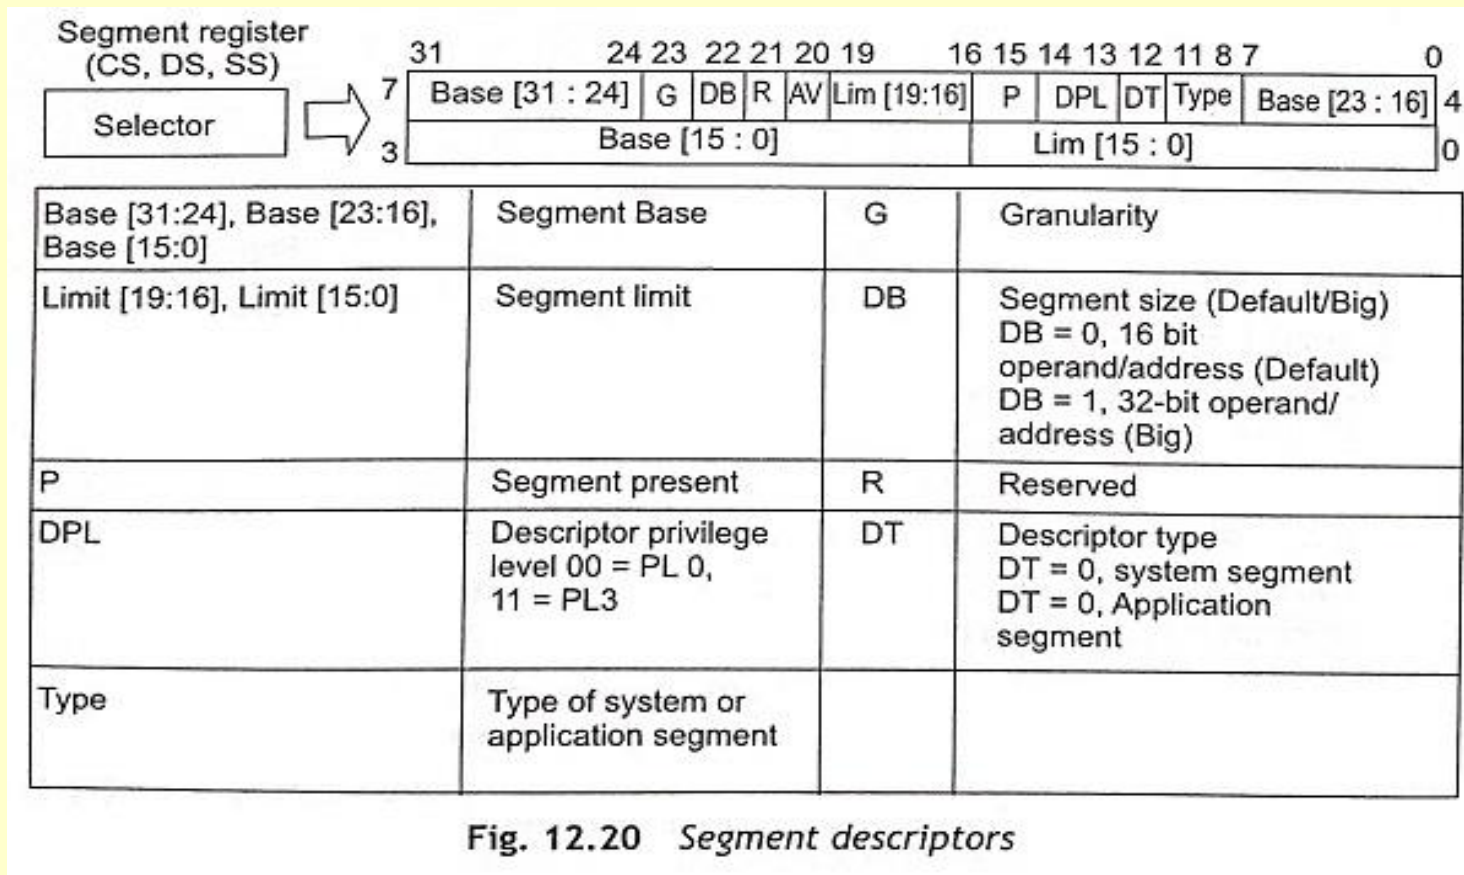 Segment register
(CS, DS, SS)
Selector
31 24 23 22 21 20 19 16 15 14 13 12 11 8 7 0
7 Base [31 : 24] G DB R AV Lim [19:16] P DPL DT Type Base [23 : 16] 4
3 Base [15 : 0] Lim [15 : 0] 0
Base [31:24], Base [23:16],
Base [15:0]
Segment Base
G
Granularity
Limit [19:16], Limit [15:0]
Segment limit
DB
Segment size (Default/Big)
DB = 0, 16 bit
operand/address (Default)
DB = 1, 32-bit operand/
address (Big)
P
Segment present
R
Reserved
DPL
Descriptor privilege
level 00 = PL 0,
11 = PL3
DT
Descriptor type
DT = 0, system segment
DT = 0, Application
segment
Type
Type of system or
application segment
Fig. 12.20 Segment descriptors